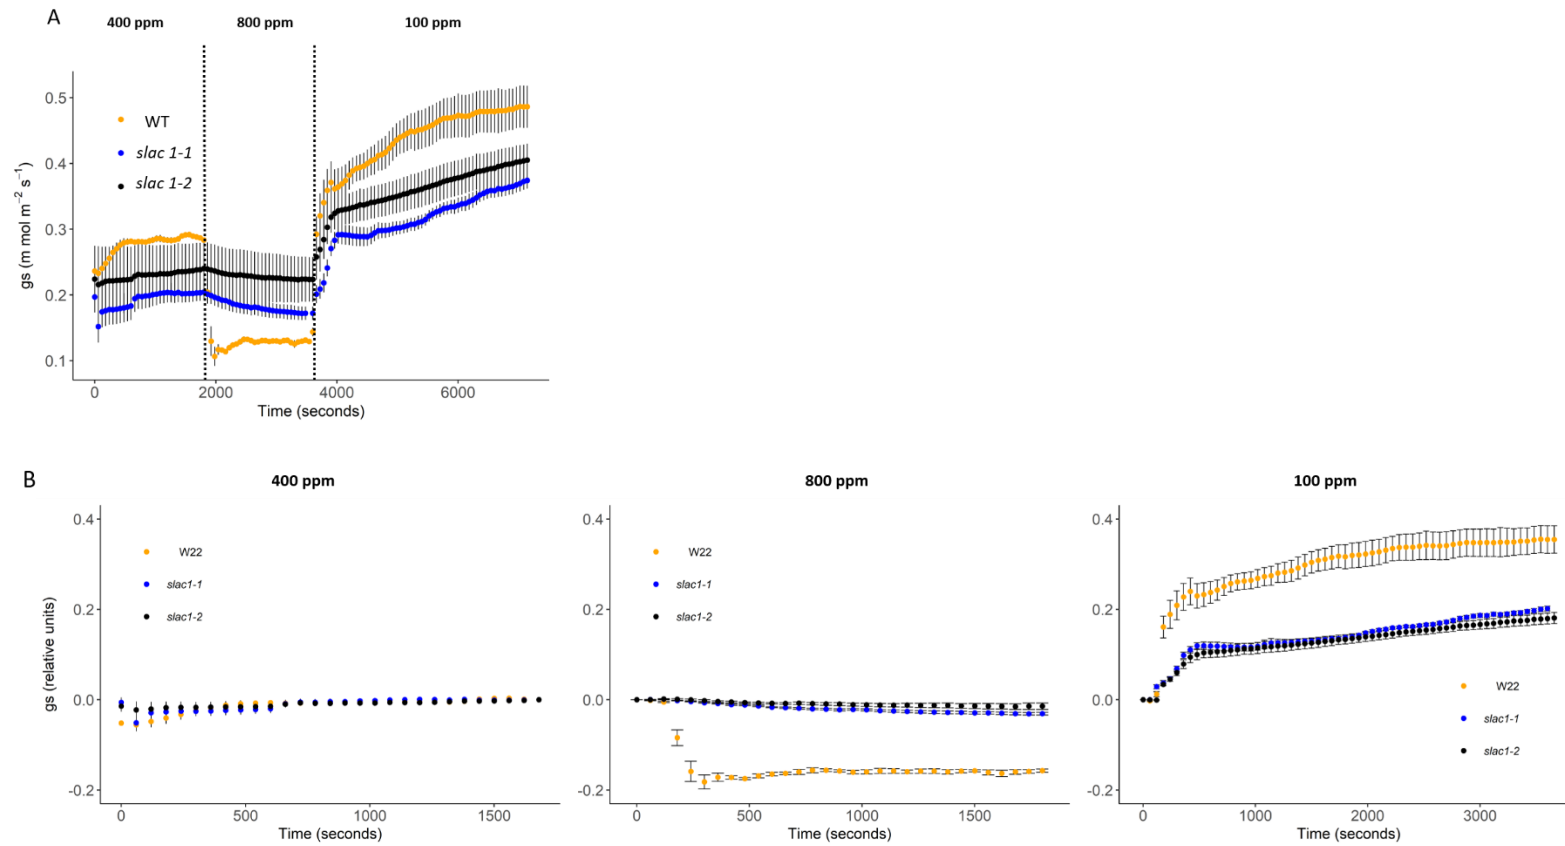 A
400 ppm 800 ppm 100 ppm
0.5
WT
slac 1-1
0.4
slac 1-2
0.3
0.2
0.1
gs (m mol m⁻² s⁻¹)
0 2000 4000 6000
Time (seconds)
B
400 ppm
0.4
W22
slac1-1
0.2
slac1-2
0.0
-0.2
gs (relative units)
0 500 1000 1500
Time (seconds)
800 ppm
0.4
W22
slac1-1
0.2
slac1-2
0.0
-0.2
0 500 1000 1500
Time (seconds)
100 ppm
0.4
0.2
0.0
W22
slac1-1
slac1-2
-0.2
0 1000 2000 3000
Time (seconds)